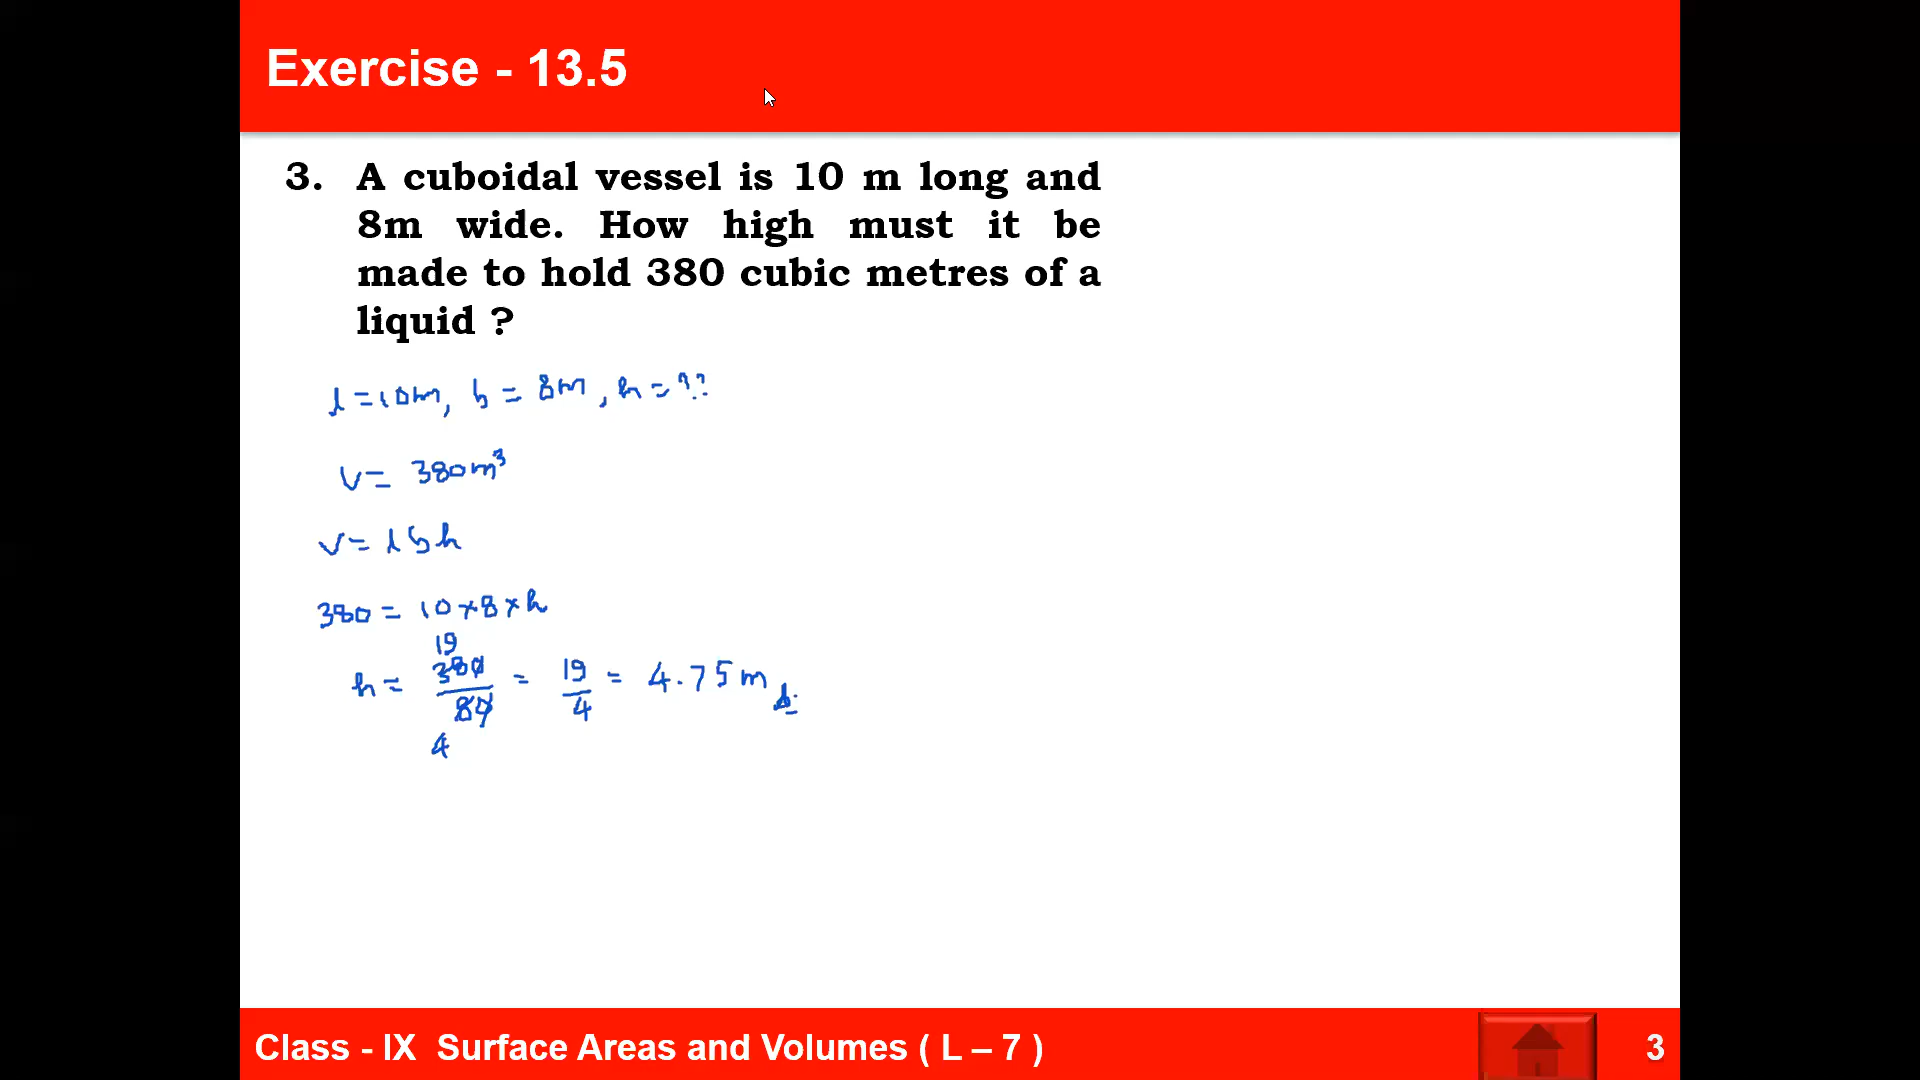 Exercise - 13.5
3. A cuboidal vessel is 10 m long and
8m wide. How high must it be
made to hold 380 cubic metres of a
liquid ?
l = 10m, b = 8m, h = ??
V = 380m³
V = lbh
380 = 10 × 8 × h
19
h = 380/80 = 19/4 = 4.75 m
4
Class - IX Surface Areas and Volumes ( L – 7 )
3